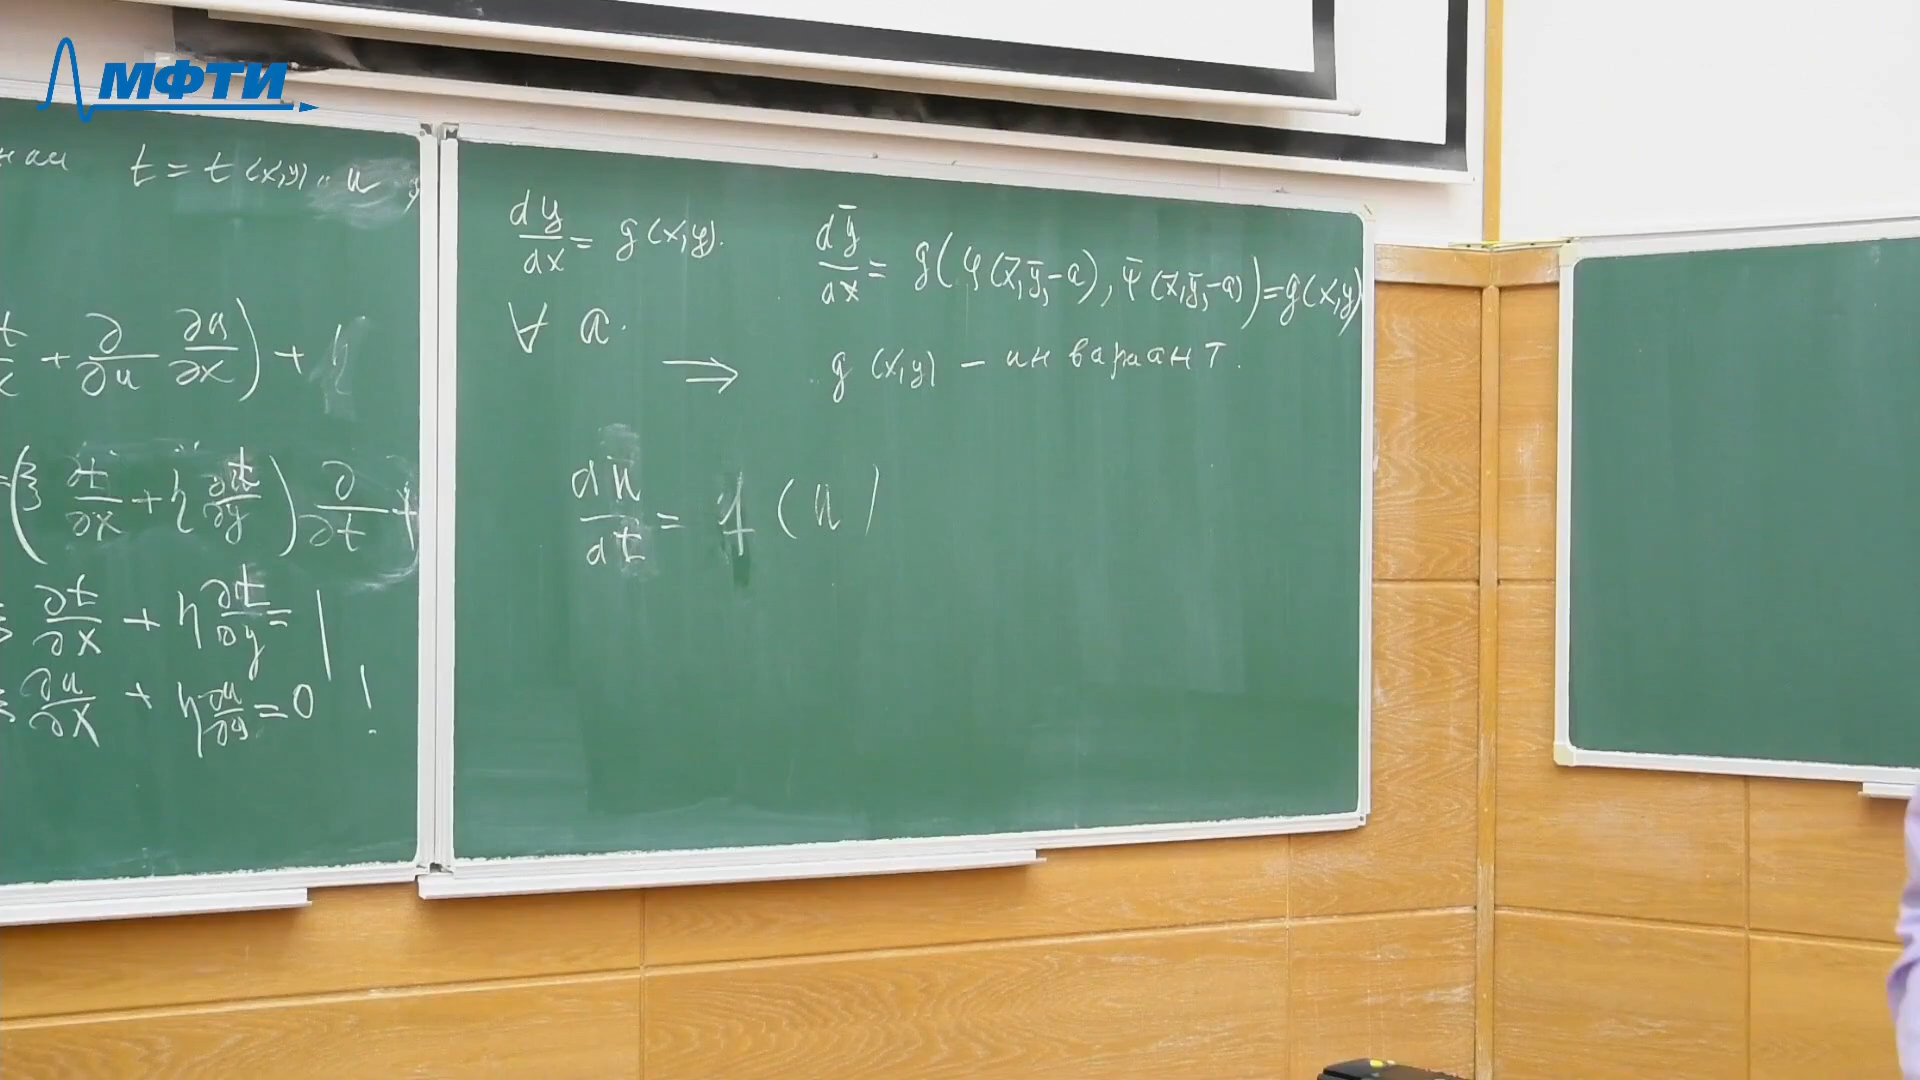 МФТИ
t = t(x,y), u
+ ∂/∂u ∂u/∂x) +
(ξ ∂t/∂x + η ∂t/∂y) ∂/∂t +
∂t/∂x + η ∂t/∂y = 1
∂u/∂x + η ∂u/∂y = 0 !
dy/dx = g(x,y).
dȳ/dx̄ = g(φ(x̄,ȳ,-a), ψ(x̄,ȳ,-a)) = g(x,y)
∀ a.
⇒ g(x,y) – инвариант.
du/dt = f(u)